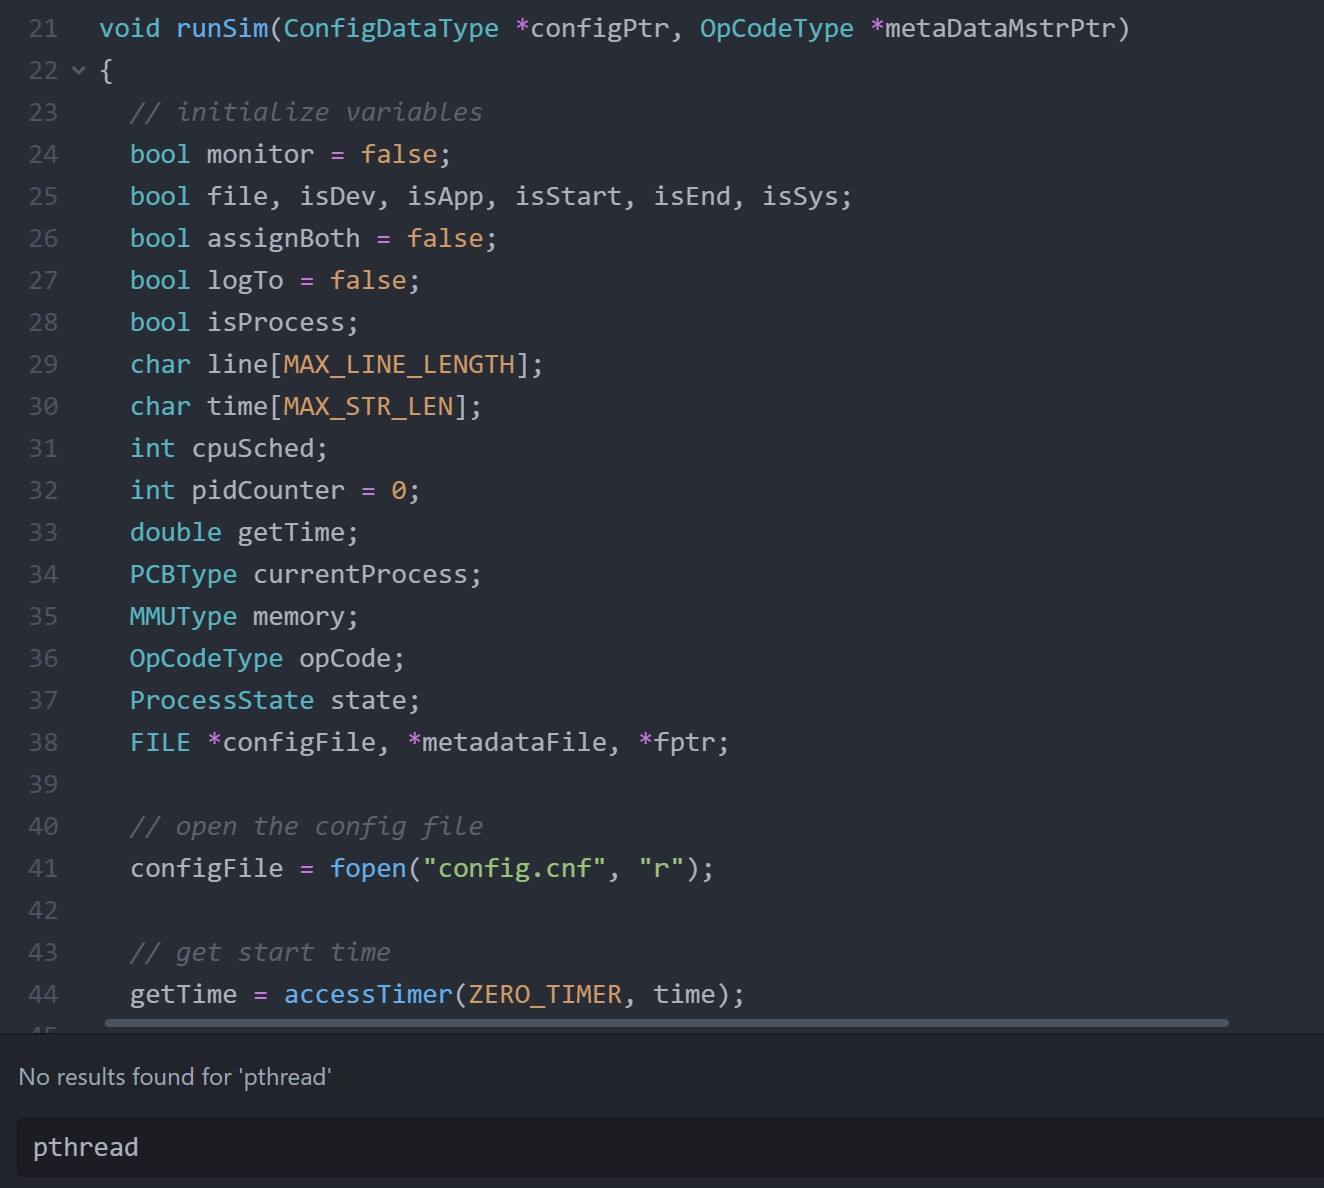 21 void runSim(ConfigDataType *configPtr, OpCodeType *metaDataMstrPtr)
22 {
23 // initialize variables
24 bool monitor = false;
25 bool file, isDev, isApp, isStart, isEnd, isSys;
26 bool assignBoth = false;
27 bool logTo = false;
28 bool isProcess;
29 char line[MAX_LINE_LENGTH];
30 char time[MAX_STR_LEN];
31 int cpuSched;
32 int pidCounter = 0;
33 double getTime;
34 PCBType currentProcess;
35 MMUType memory;
36 OpCodeType opCode;
37 ProcessState state;
38 FILE *configFile, *metadataFile, *fptr;
39
40 // open the config file
41 configFile = fopen("config.cnf", "r");
42
43 // get start time
44 getTime = accessTimer(ZERO_TIMER, time);
No results found for 'pthread'
pthread